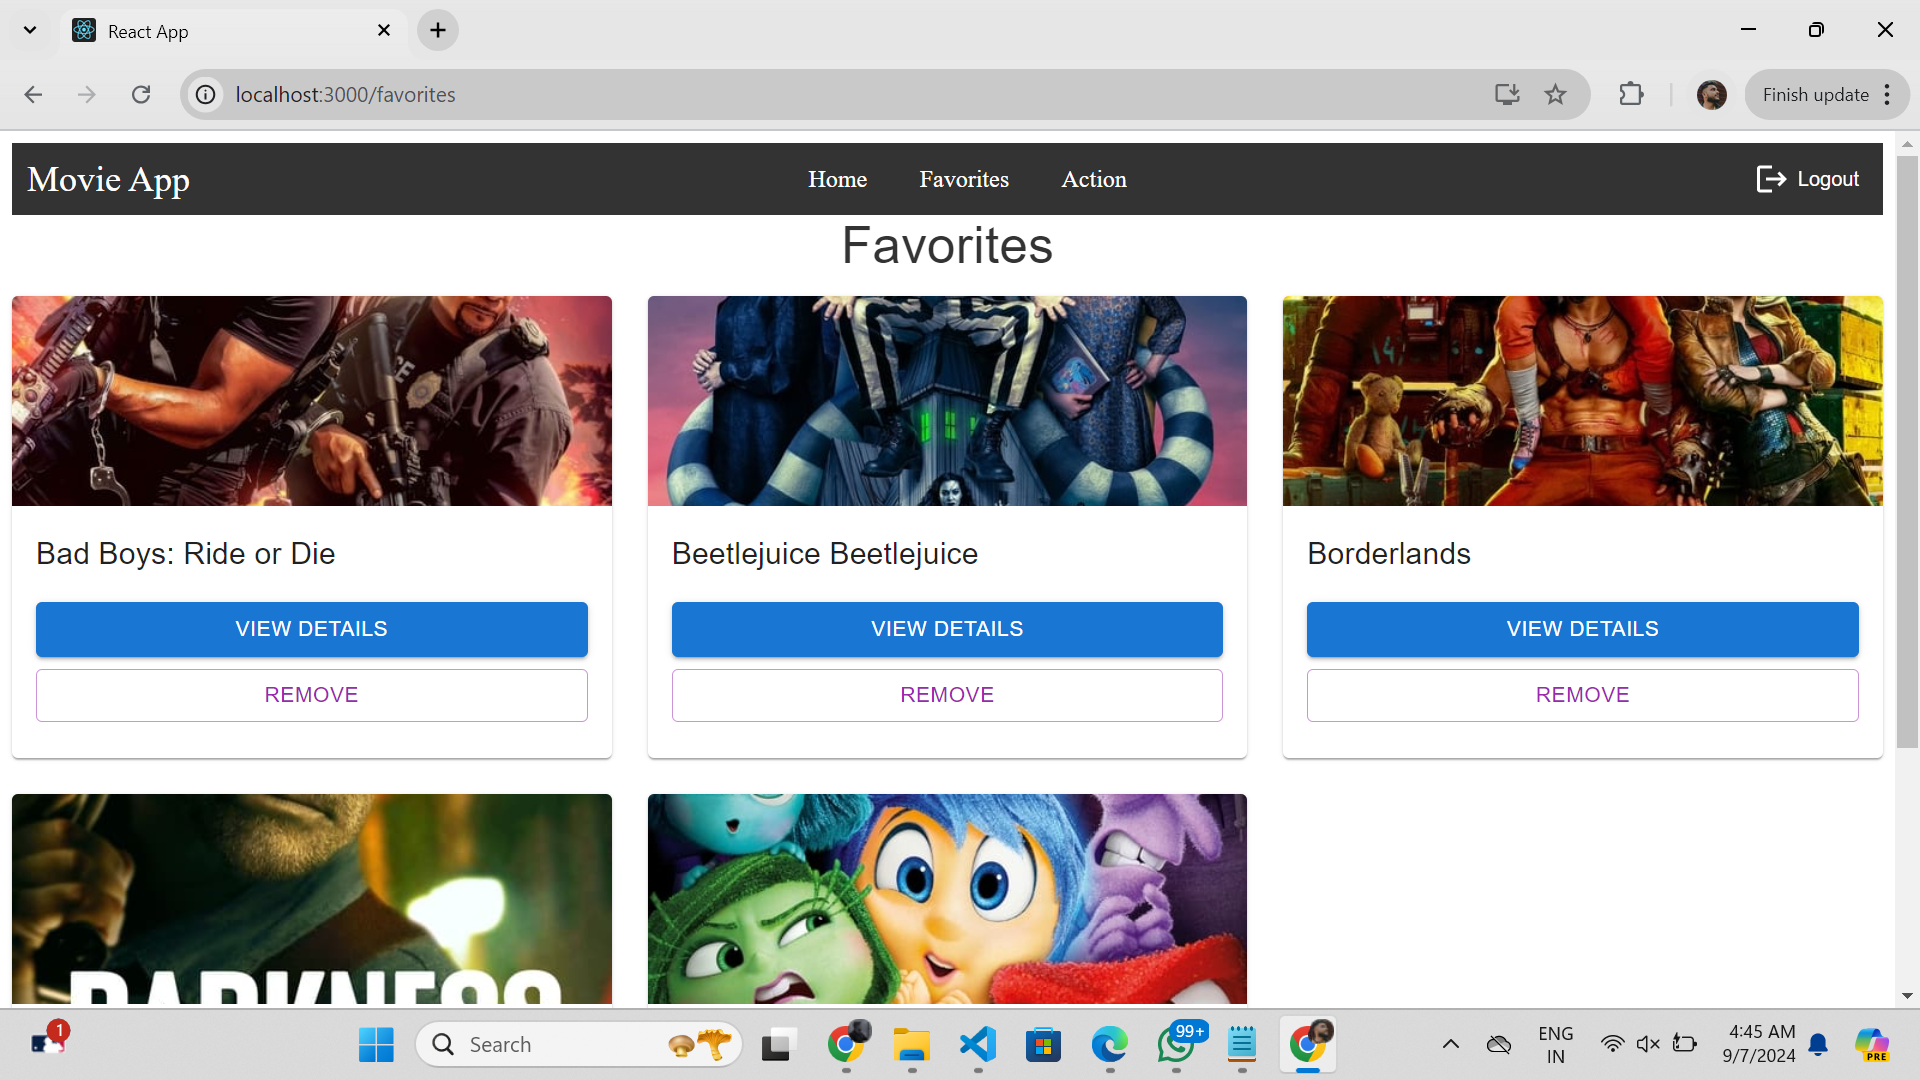 React App
localhost:3000/favorites
Finish update
Movie App
Home Favorites Action
Logout
Favorites
Bad Boys: Ride or Die
Beetlejuice Beetlejuice
Borderlands
VIEW DETAILS
VIEW DETAILS
VIEW DETAILS
REMOVE
REMOVE
REMOVE
DARKNESS
1
Search
99+
ENG
IN
4:45 AM
9/7/2024
PRE